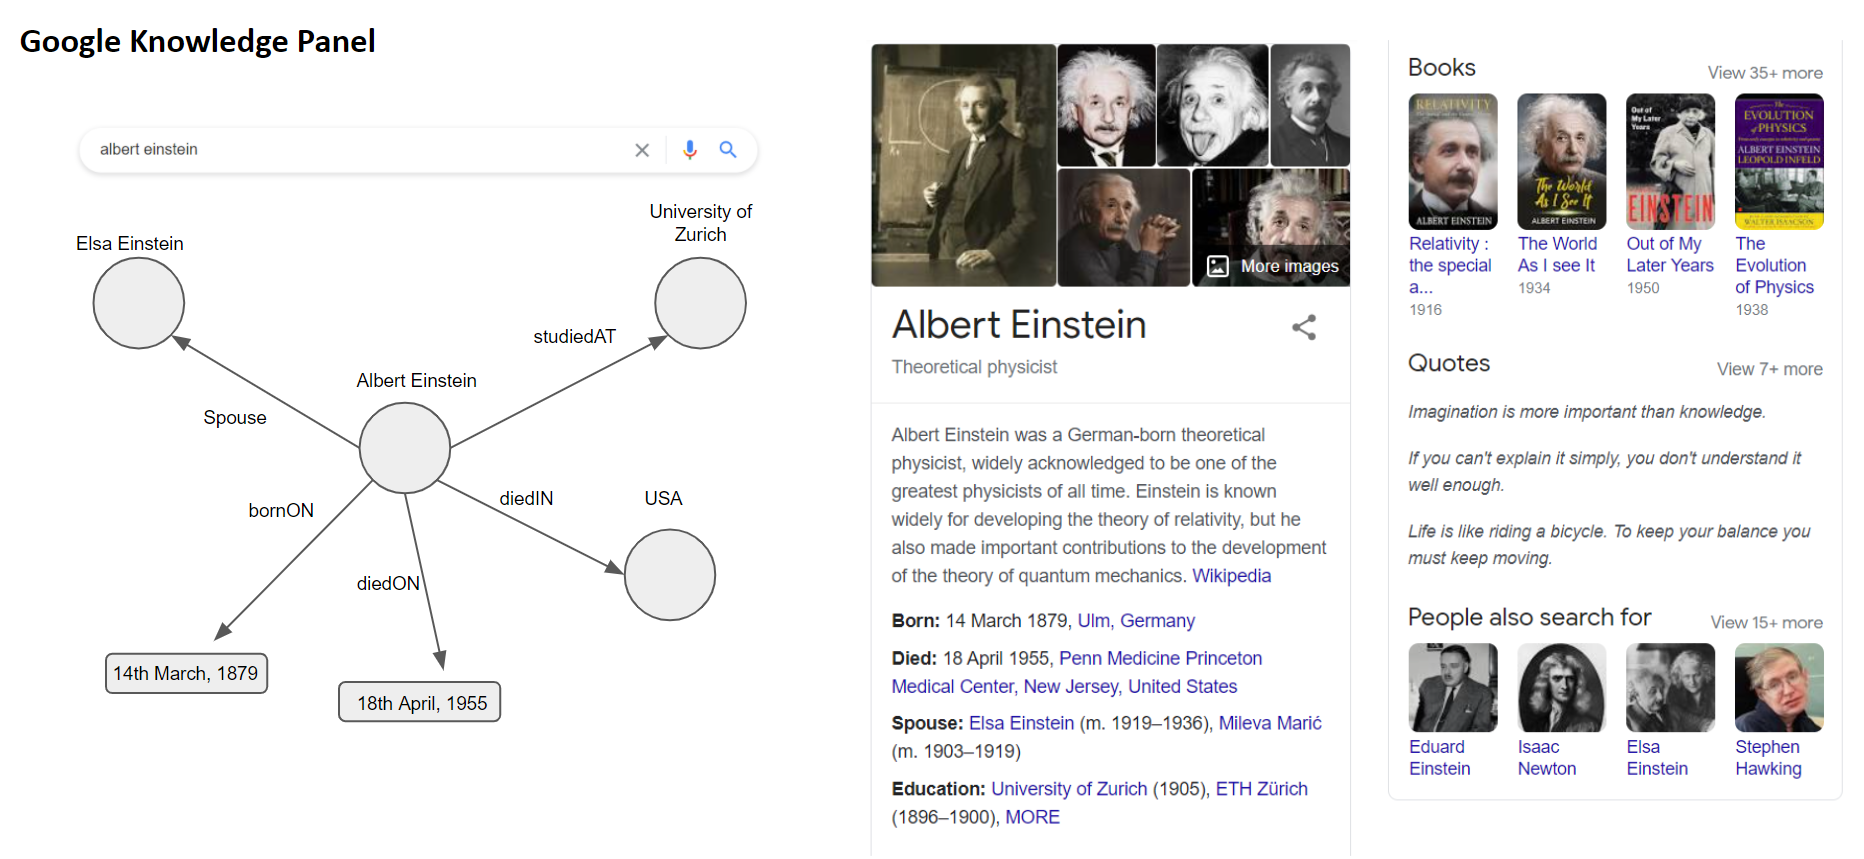 Google Knowledge Panel
albert einstein
Elsa Einstein
University of
Zurich
studiedAT
Albert Einstein
Spouse
bornON
diedIN
USA
diedON
14th March, 1879
18th April, 1955
More images
Albert Einstein
Theoretical physicist
Albert Einstein was a German-born theoretical
physicist, widely acknowledged to be one of the
greatest physicists of all time. Einstein is known
widely for developing the theory of relativity, but he
also made important contributions to the development
of the theory of quantum mechanics. Wikipedia
Born: 14 March 1879, Ulm, Germany
Died: 18 April 1955, Penn Medicine Princeton
Medical Center, New Jersey, United States
Spouse: Elsa Einstein (m. 1919–1936), Mileva Marić
(m. 1903–1919)
Education: University of Zurich (1905), ETH Zürich
(1896–1900), MORE
Books
View 35+ more
RELATIVITY
ALBERT EINSTEIN
The World
As I See It
ALBERT EINSTEIN
Out of
My Later
Years
EINSTEIN
The
EVOLUTION
of PHYSICS
ALBERT EINSTEIN
LEOPOLD INFELD
WALTER ISAACSON
Relativity :
the special
a...
1916
The World
As I see It
1934
Out of My
Later Years
1950
The
Evolution
of Physics
1938
Quotes
View 7+ more
Imagination is more important than knowledge.
If you can't explain it simply, you don't understand it
well enough.
Life is like riding a bicycle. To keep your balance you
must keep moving.
People also search for
View 15+ more
Eduard
Einstein
Isaac
Newton
Elsa
Einstein
Stephen
Hawking